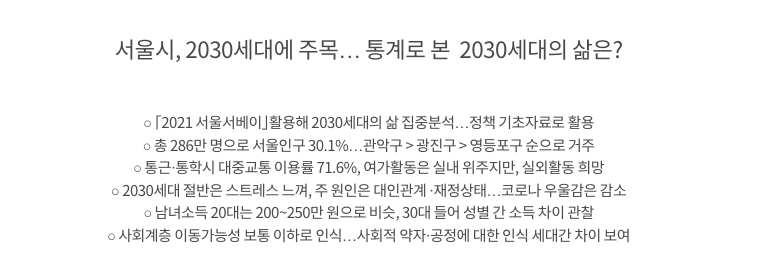 서울시, 2030세대에 주목… 통계로 본 2030세대의 삶은?
○ ｢2021 서울서베이｣활용해 2030세대의 삶 집중분석…정책 기초자료로 활용
○ 총 286만 명으로 서울인구 30.1%…관악구 > 광진구 > 영등포구 순으로 거주
○ 통근·통학시 대중교통 이용률 71.6%, 여가활동은 실내 위주지만, 실외활동 희망
○ 2030세대 절반은 스트레스 느껴, 주 원인은 대인관계 ·재정상태…코로나 우울감은 감소
○ 남녀소득 20대는 200~250만 원으로 비슷, 30대 들어 성별 간 소득 차이 관찰
○ 사회계층 이동가능성 보통 이하로 인식…사회적 약자·공정에 대한 인식 세대간 차이 보여